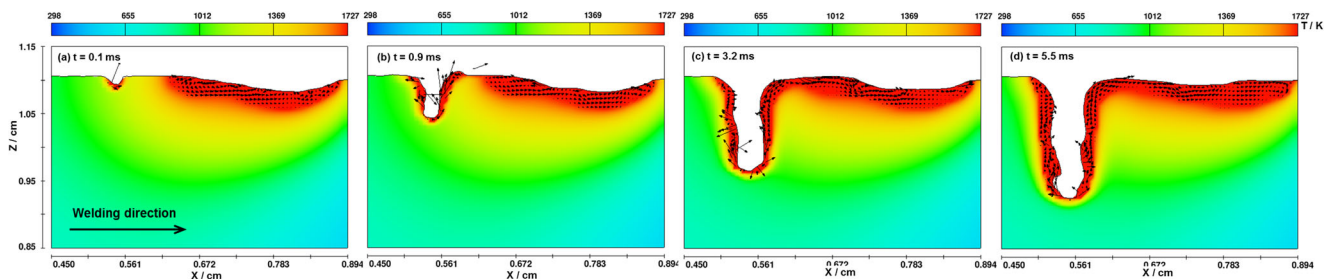 298 655 1012 1369 1727 298 655 1012 1369 1727 298 655 1012 1369 1727 298 655 1012 1369 1727 T / K
1.15 (a) t = 0.1 ms (b) t = 0.9 ms (c) t = 3.2 ms (d) t = 5.5 ms
1.05
Z / cm
0.95
Welding direction
0.85
0.450 0.561 0.672 0.783 0.894 0.450 0.561 0.672 0.783 0.894 0.450 0.561 0.672 0.783 0.894 0.450 0.561 0.672 0.783 0.894
X / cm X / cm X / cm X / cm